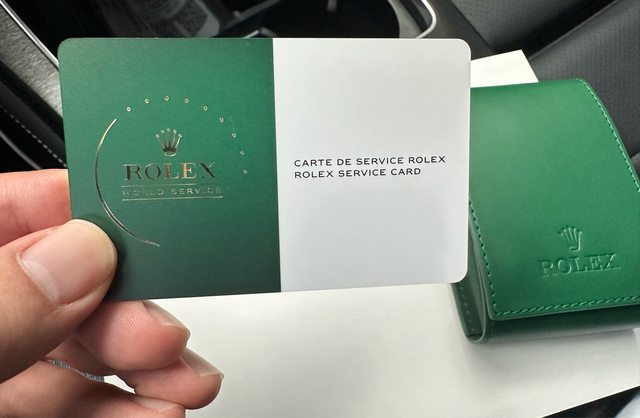 ROLEX
WORLD SERVICE
CARTE DE SERVICE ROLEX
ROLEX SERVICE CARD
ROLEX